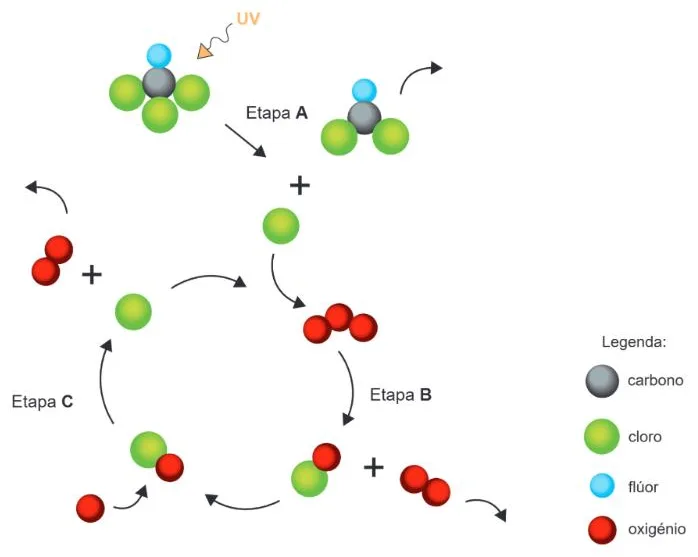 UV
Etapa A
+
+
Etapa C
Etapa B
+
Legenda:
carbono
cloro
flúor
oxigénio